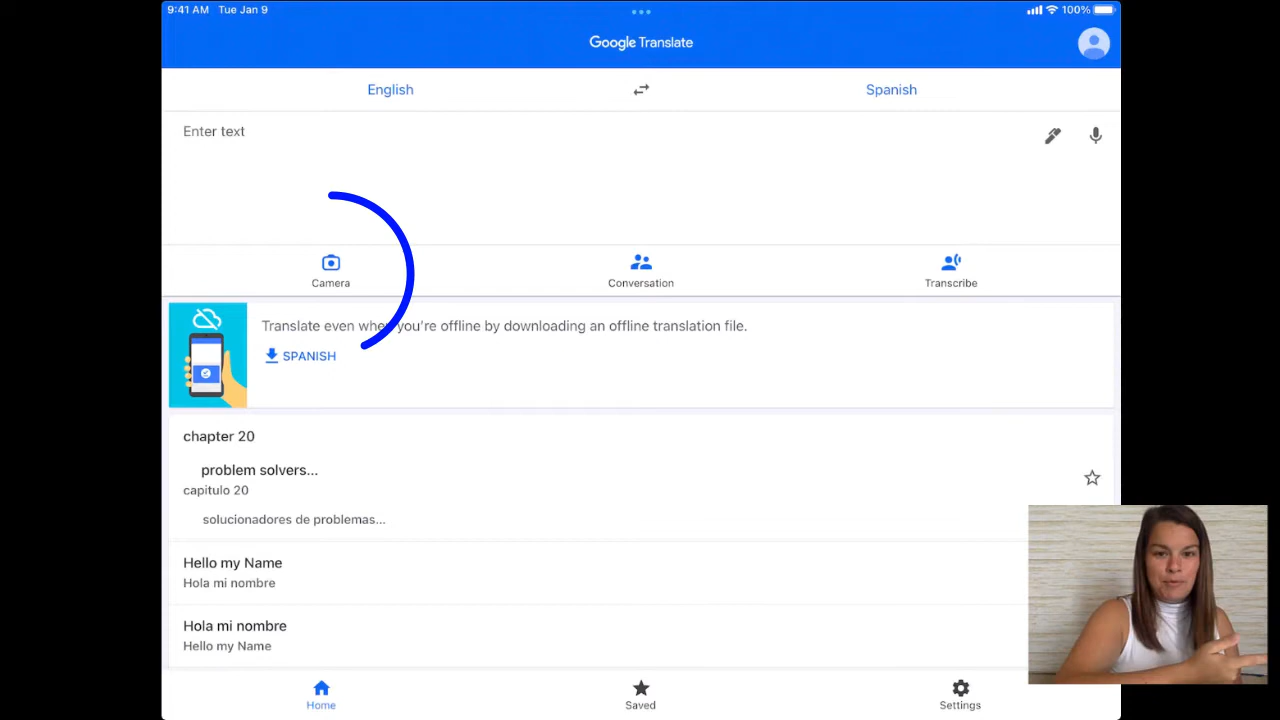 9:41 AM Tue Jan 9
100%
Google Translate
English
Spanish
Enter text
Camera
Conversation
Transcribe
Translate even when you're offline by downloading an offline translation file.
SPANISH
chapter 20
problem solvers...
capitulo 20
solucionadores de problemas...
Hello my Name
Hola mi nombre
Hola mi nombre
Hello my Name
Home
Saved
Settings